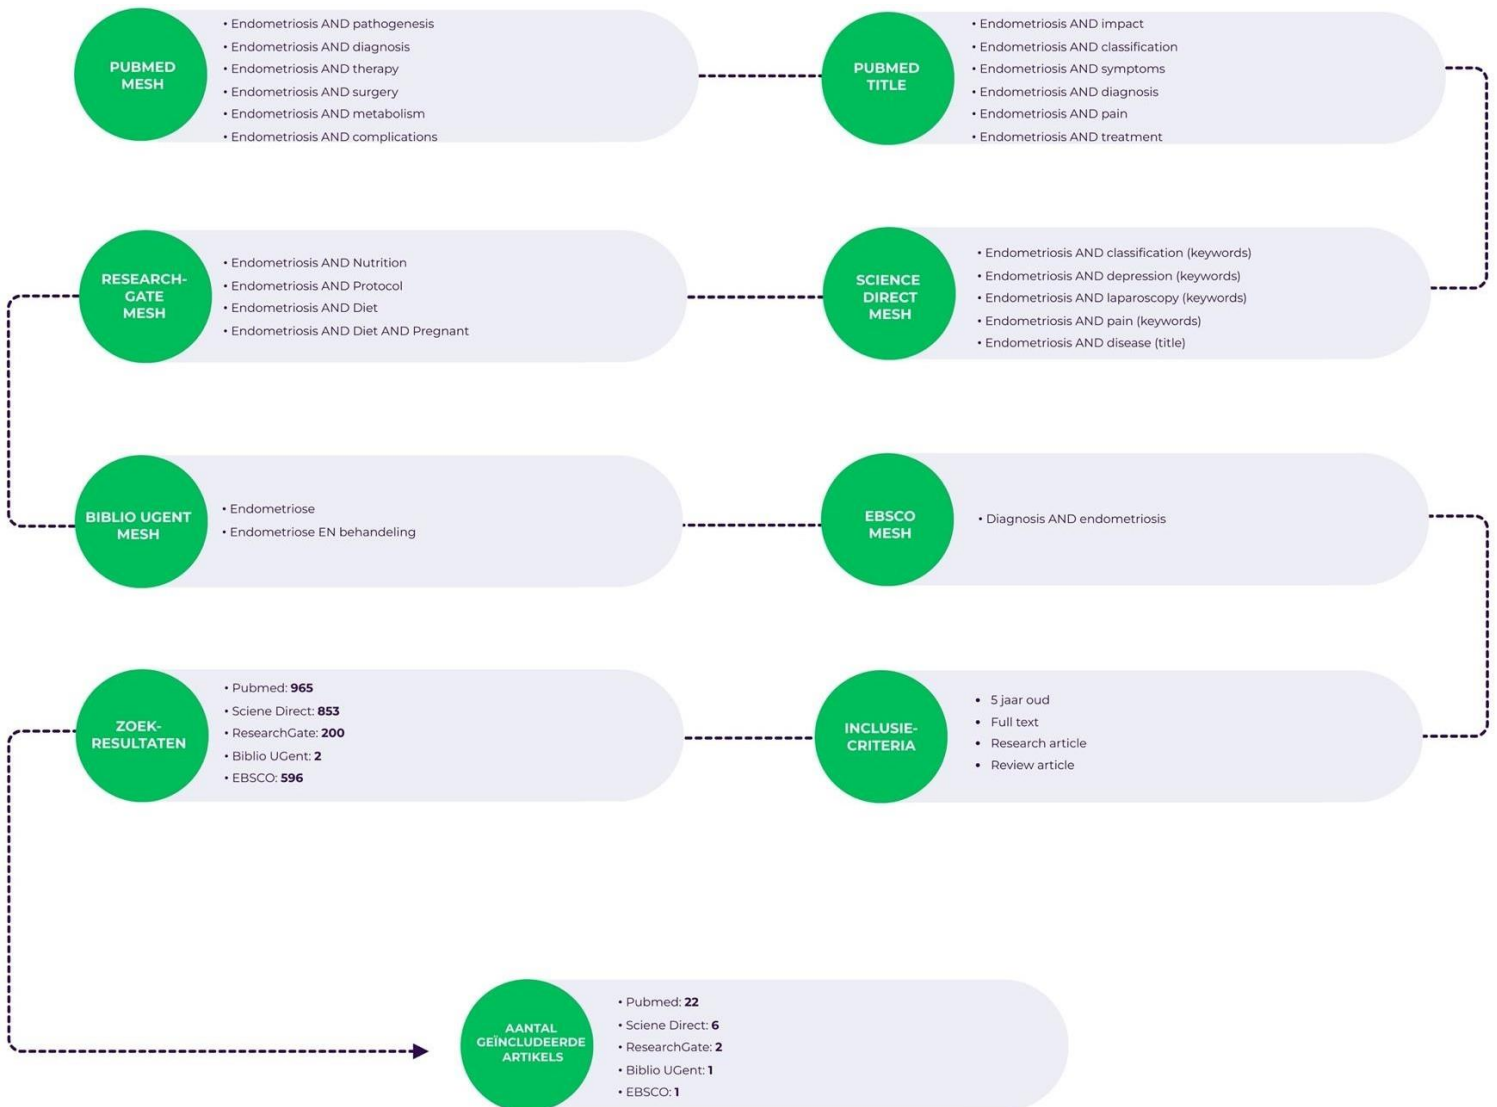 PUBMED
MESH
• Endometriosis AND pathogenesis
• Endometriosis AND diagnosis
• Endometriosis AND therapy
• Endometriosis AND surgery
• Endometriosis AND metabolism
• Endometriosis AND complications
PUBMED
TITLE
• Endometriosis AND impact
• Endometriosis AND classification
• Endometriosis AND symptoms
• Endometriosis AND diagnosis
• Endometriosis AND pain
• Endometriosis AND treatment
SCIENCE
DIRECT
MESH
• Endometriosis AND classification (keywords)
• Endometriosis AND depression (keywords)
• Endometriosis AND laparoscopy (keywords)
• Endometriosis AND pain (keywords)
• Endometriosis AND disease (title)
RESEARCH-
GATE
MESH
• Endometriosis AND Nutrition
• Endometriosis AND Protocol
• Endometriosis AND Diet
• Endometriosis AND Diet AND Pregnant
BIBLIO UGENT
MESH
• Endometriose
• Endometriose EN behandeling
EBSCO
MESH
• Diagnosis AND endometriosis
INCLUSIE-
CRITERIA
• 5 jaar oud
• Full text
• Research article
• Review article
ZOEK-
RESULTATEN
• Pubmed: 965
• Sciene Direct: 853
• ResearchGate: 200
• Biblio UGent: 2
• EBSCO: 596
AANTAL
GEÏNCLUDEERDE
ARTIKELS
• Pubmed: 22
• Sciene Direct: 6
• ResearchGate: 2
• Biblio UGent: 1
• EBSCO: 1